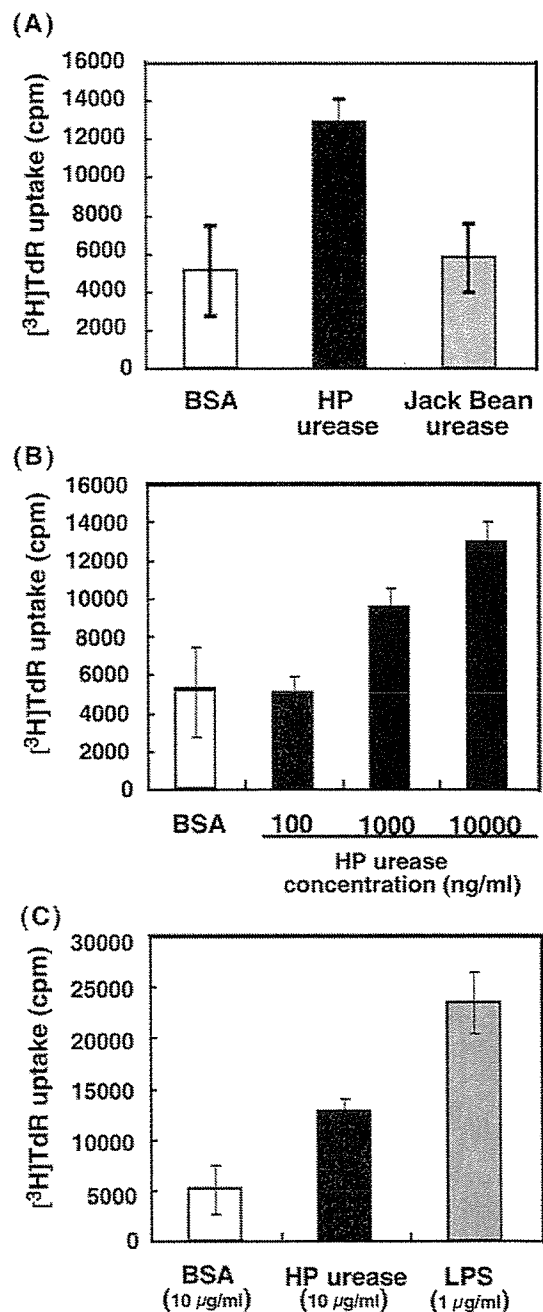 (A)
[³H]TdR uptake (cpm)
16000
14000
12000
10000
8000
6000
4000
2000
0
BSA HP urease Jack Bean urease
(B)
[³H]TdR uptake (cpm)
16000
14000
12000
10000
8000
6000
4000
2000
0
BSA 100 1000 10000
HP urease
concentration (ng/ml)
(C)
[³H]TdR uptake (cpm)
30000
25000
20000
15000
10000
5000
0
BSA HP urease LPS
(10 µg/ml) (10 µg/ml) (1 µg/ml)